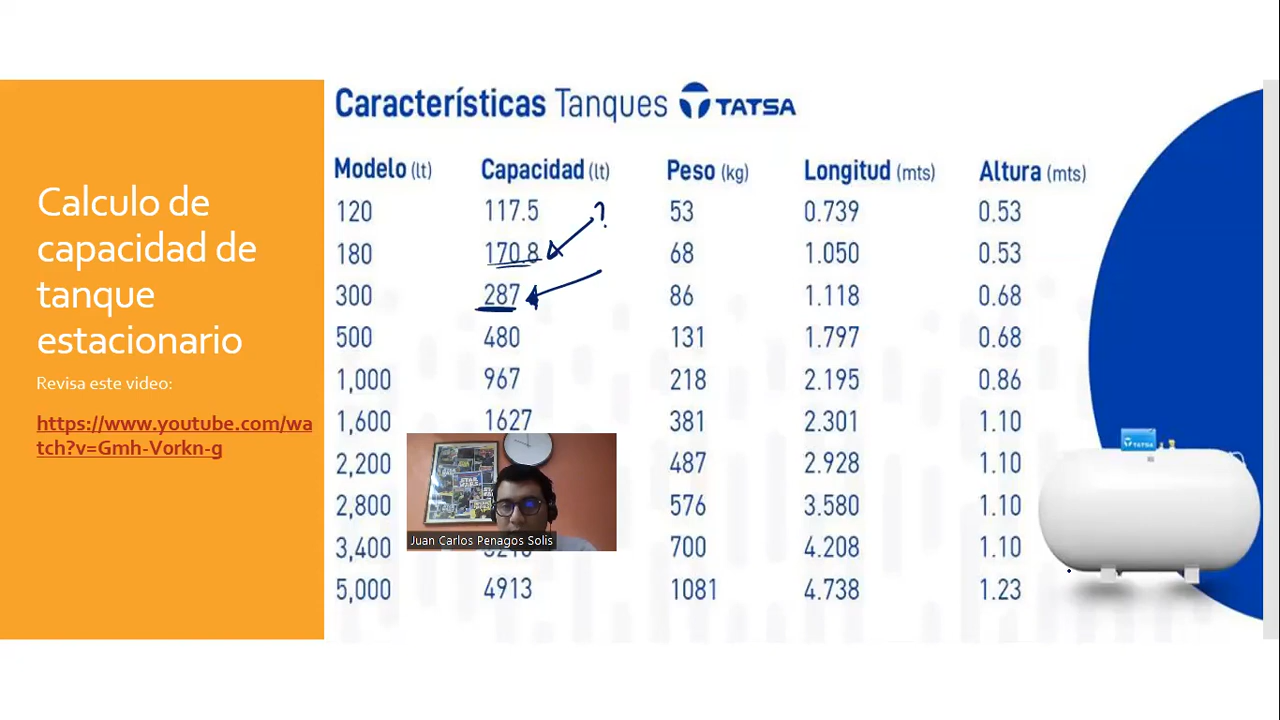 Calculo de
capacidad de
tanque
estacionario
Revisa este video:
https://www.youtube.com/wa
tch?v=Gmh-Vorkn-g
Características Tanques TATSA
Modelo (lt) Capacidad (lt) Peso (kg) Longitud (mts) Altura (mts)
120 117.5 53 0.739 0.53
?
180 170.8 68 1.050 0.53
300 287 86 1.118 0.68
500 480 131 1.797 0.68
1,000 967 218 2.195 0.86
1,600 1627 381 2.301 1.10
2,200 487 2.928 1.10
2,800 576 3.580 1.10
3,400 700 4.208 1.10
5,000 4913 1081 4.738 1.23
STAR WARS
Juan Carlos Penagos Solis
TATSA